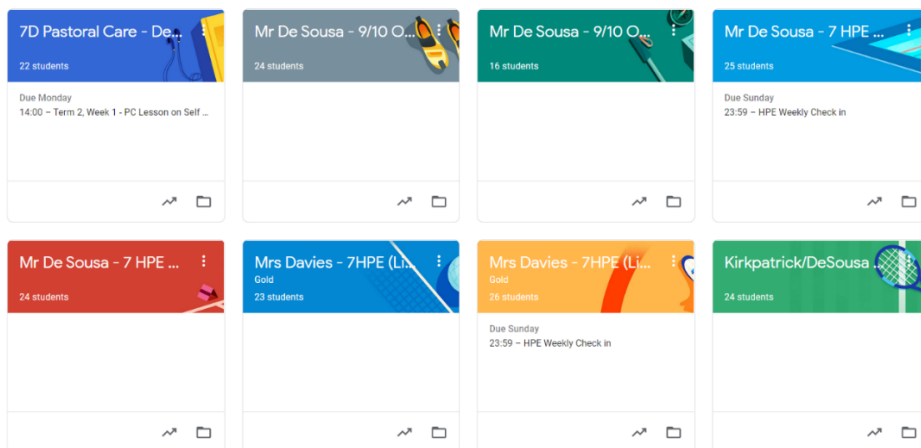 7D Pastoral Care - De...
22 students
Due Monday
14:00 – Term 2, Week 1 - PC Lesson on Self ...
Mr De Sousa - 9/10 O...
24 students
Mr De Sousa - 9/10 O...
16 students
Mr De Sousa - 7 HPE ...
25 students
Due Sunday
23:59 – HPE Weekly Check in
Mr De Sousa - 7 HPE ...
24 students
Mrs Davies - 7HPE (Li...
Gold
23 students
Mrs Davies - 7HPE (Li...
Gold
26 students
Due Sunday
23:59 – HPE Weekly Check in
Kirkpatrick/DeSousa
24 students